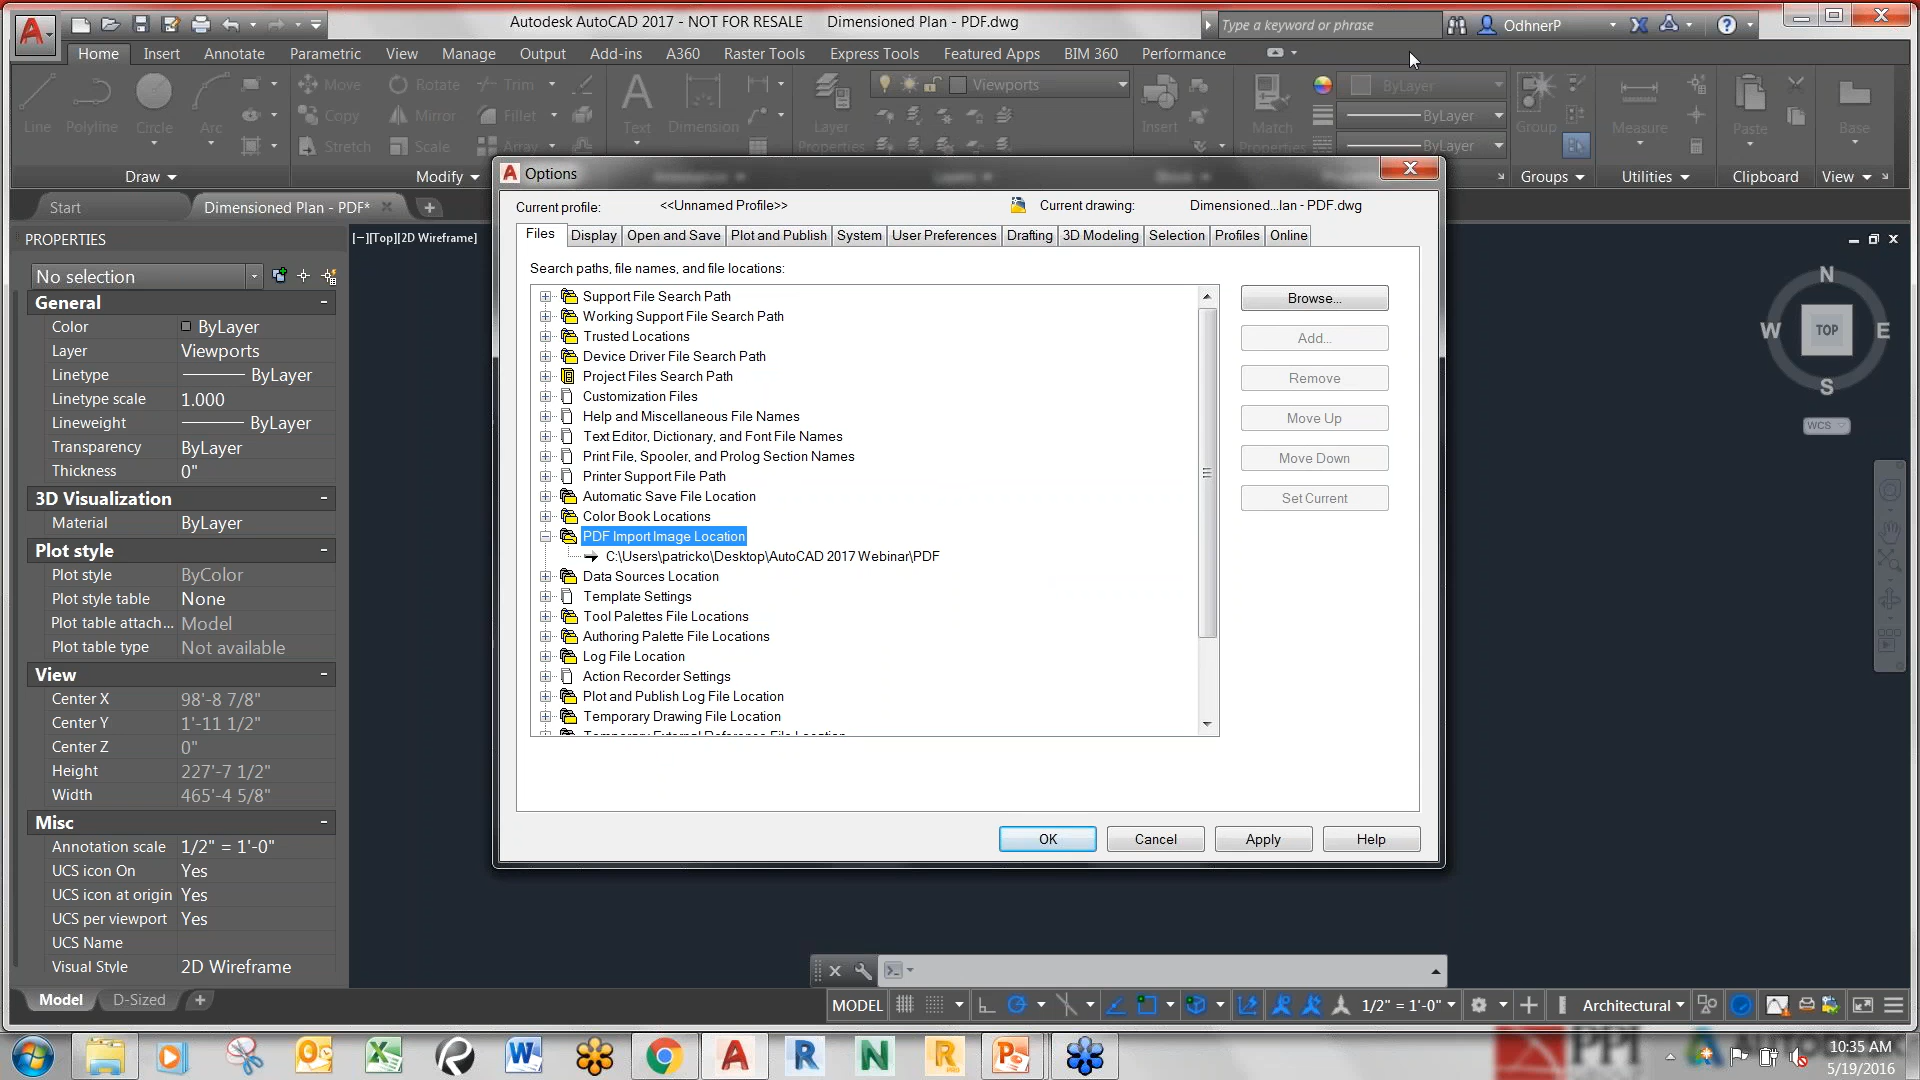 Autodesk AutoCAD 2017 - NOT FOR RESALE Dimensioned Plan - PDF.dwg
Type a keyword or phrase
OdhnerP
Home Insert Annotate Parametric View Manage Output Add-ins A360 Raster Tools Express Tools Featured Apps BIM 360 Performance
Line Polyline Circle Arc
Move Rotate Trim
Copy Mirror Fillet
Stretch Scale Array
Text Dimension
Layer
Properties
Viewports
Insert
Match
ByLayer
ByLayer
ByLayer
Group
Measure
Paste
Base
Draw Modify Groups Utilities Clipboard View
Start Dimensioned Plan - PDF*
PROPERTIES
No selection
General
Color ByLayer
Layer Viewports
Linetype ByLayer
Linetype scale 1.000
Lineweight ByLayer
Transparency ByLayer
Thickness 0"
3D Visualization
Material ByLayer
Plot style
Plot style ByColor
Plot style table None
Plot table attach... Model
Plot table type Not available
View
Center X 98'-8 7/8"
Center Y 1'-11 1/2"
Center Z 0"
Height 227'-7 1/2"
Width 465'-4 5/8"
Misc
Annotation scale 1/2" = 1'-0"
UCS icon On Yes
UCS icon at origin Yes
UCS per viewport Yes
UCS Name
Visual Style 2D Wireframe
Model D-Sized
[−][Top][2D Wireframe]
Options
Current profile: <<Unnamed Profile>> Current drawing: Dimensioned...lan - PDF.dwg
Files Display Open and Save Plot and Publish System User Preferences Drafting 3D Modeling Selection Profiles Online
Search paths, file names, and file locations:
Support File Search Path
Working Support File Search Path
Trusted Locations
Device Driver File Search Path
Project Files Search Path
Customization Files
Help and Miscellaneous File Names
Text Editor, Dictionary, and Font File Names
Print File, Spooler, and Prolog Section Names
Printer Support File Path
Automatic Save File Location
Color Book Locations
PDF Import Image Location
C:\Users\patricko\Desktop\AutoCAD 2017 Webinar\PDF
Data Sources Location
Template Settings
Tool Palettes File Locations
Authoring Palette File Locations
Log File Location
Action Recorder Settings
Plot and Publish Log File Location
Temporary Drawing File Location
Temporary External Reference File Location
Browse...
Add...
Remove
Move Up
Move Down
Set Current
OK Cancel Apply Help
N
W TOP E
S
WCS
MODEL 1/2" = 1'-0" Architectural
PPI
10:35 AM
5/19/2016